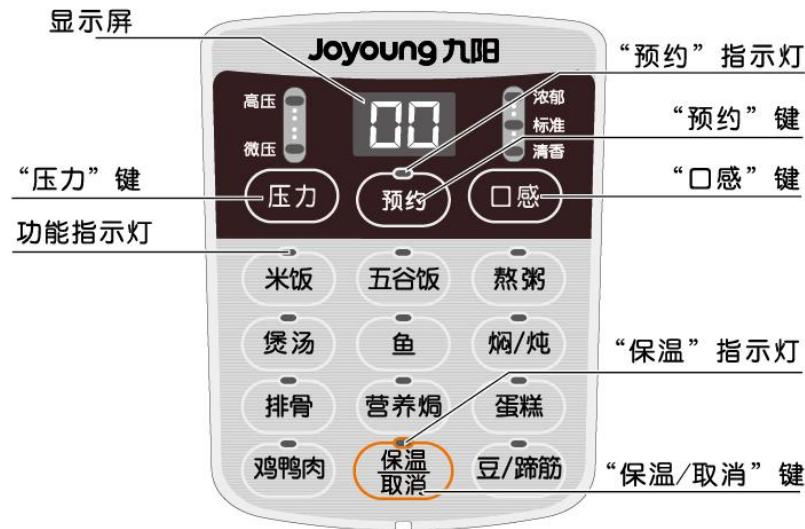 显示屏
Joyoung 九阳
“预约”指示灯
高压
微压
00
浓郁
标准
清香
“预约”键
“压力”键
压力
预约
口感
“口感”键
功能指示灯
米饭
五谷饭
熬粥
煲汤
鱼
焖/炖
“保温”指示灯
排骨
营养焗
蛋糕
鸡鸭肉
保温
取消
豆/蹄筋
“保温/取消”键